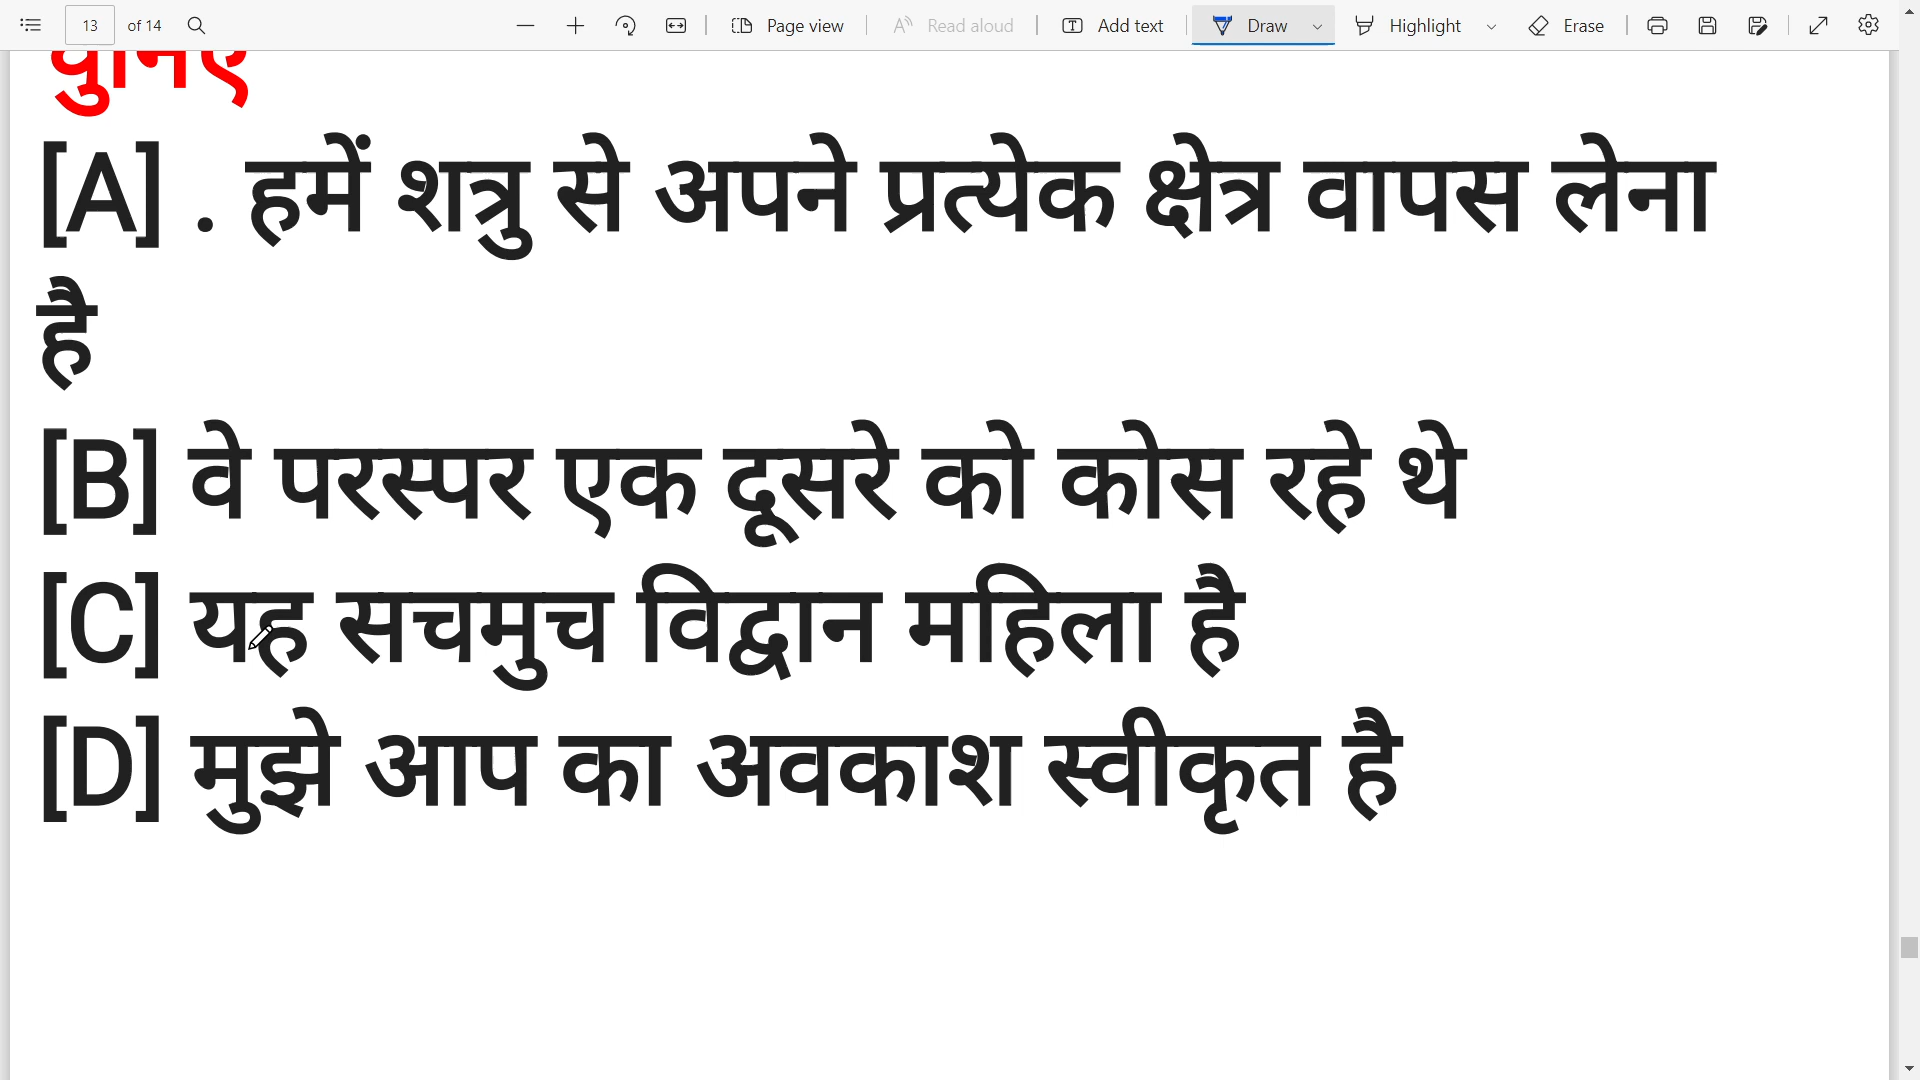 13 of 14 Page view Read aloud Add text Draw Highlight Erase
चुनिए
[A] . हमें शत्रु से अपने प्रत्येक क्षेत्र वापस लेना
है
[B] वे परस्पर एक दूसरे को कोस रहे थे
[C] यह सचमुच विद्वान महिला है
[D] मुझे आप का अवकाश स्वीकृत है